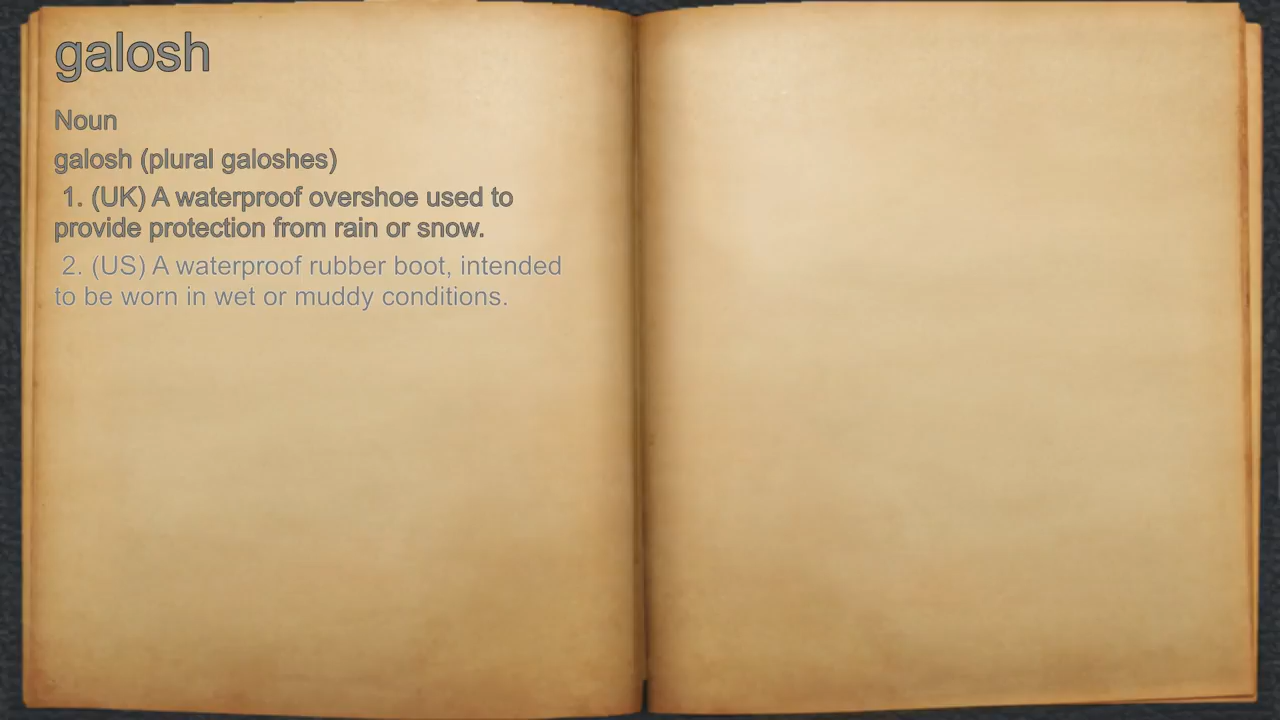 galosh
Noun
galosh (plural galoshes)
1. (UK) A waterproof overshoe used to
provide protection from rain or snow.
2. (US) A waterproof rubber boot, intended
to be worn in wet or muddy conditions.